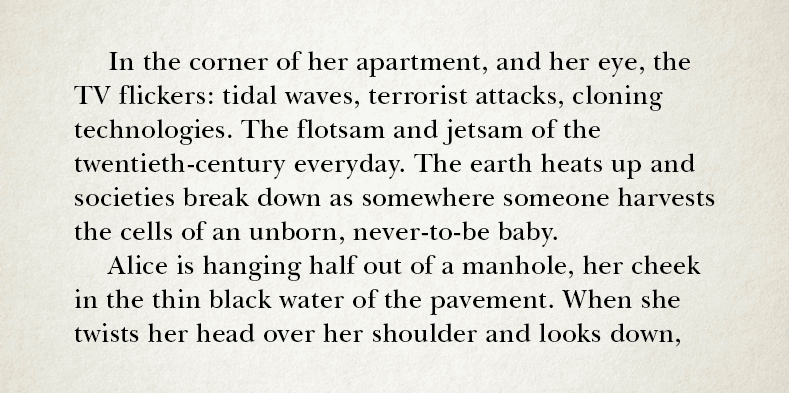 In the corner of her apartment, and her eye, the
TV flickers: tidal waves, terrorist attacks, cloning
technologies. The flotsam and jetsam of the
twentieth-century everyday. The earth heats up and
societies break down as somewhere someone harvests
the cells of an unborn, never-to-be baby.
Alice is hanging half out of a manhole, her cheek
in the thin black water of the pavement. When she
twists her head over her shoulder and looks down,